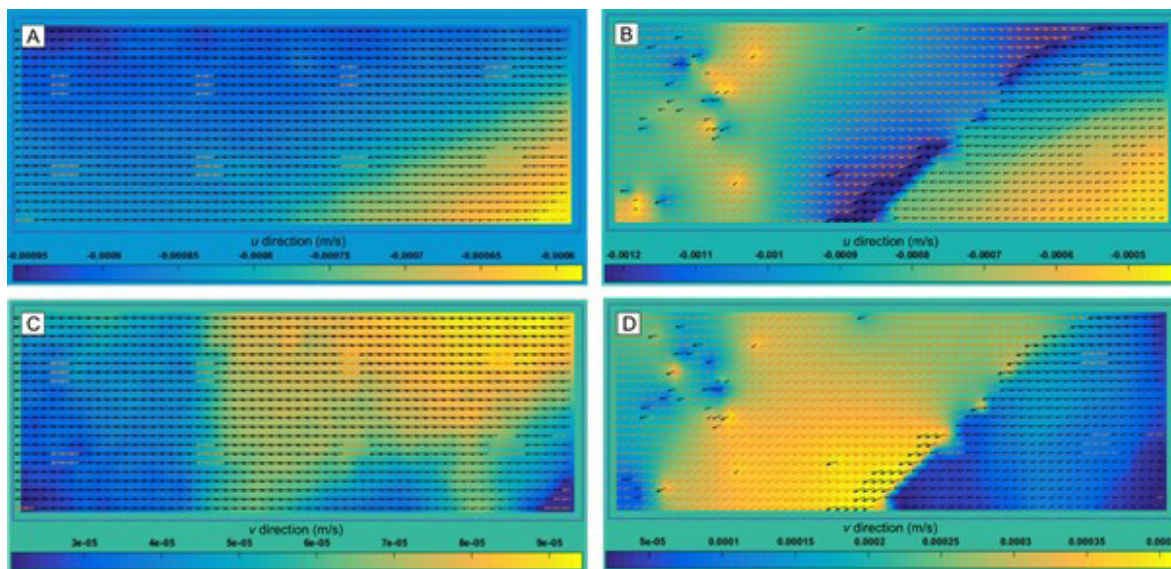 A
u direction (m/s)
-0.00095 -0.0009 -0.00085 -0.0008 -0.00075 -0.0007 -0.00065 -0.0006
B
u direction (m/s)
-0.0012 -0.0011 -0.001 -0.0009 -0.0008 -0.0007 -0.0006 -0.0005
C
v direction (m/s)
3e-05 4e-05 5e-05 6e-05 7e-05 8e-05 9e-05
D
v direction (m/s)
5e-05 0.0001 0.00015 0.0002 0.00025 0.0003 0.00035